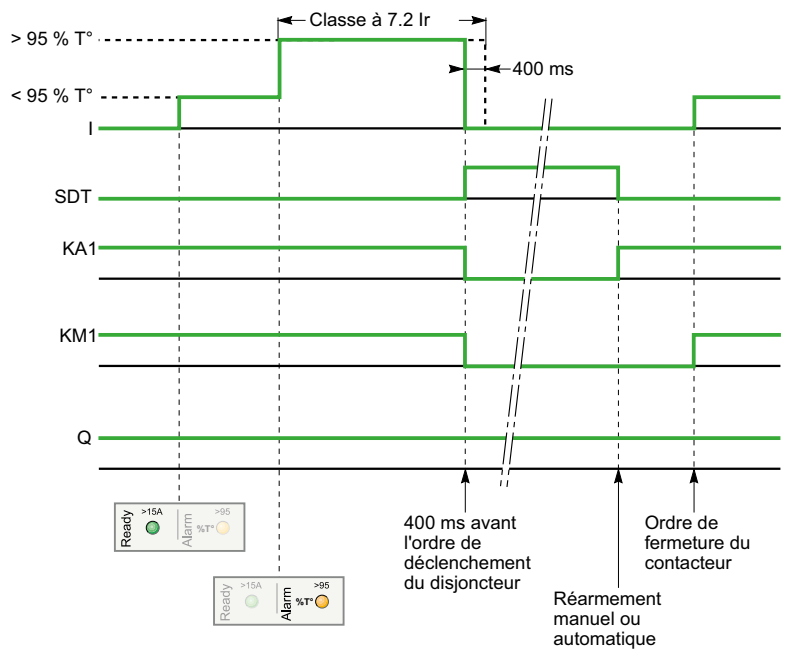 Classe à 7.2 Ir
> 95 % T°
400 ms
< 95 % T°
I
SDT
KA1
KM1
Q
Ready
>15A
Alarm
>95
%T°
Ready
>15A
Alarm
>95
%T°
400 ms avant
l'ordre de
déclenchement
du disjoncteur
Réarmement
manuel ou
automatique
Ordre de
fermeture du
contacteur